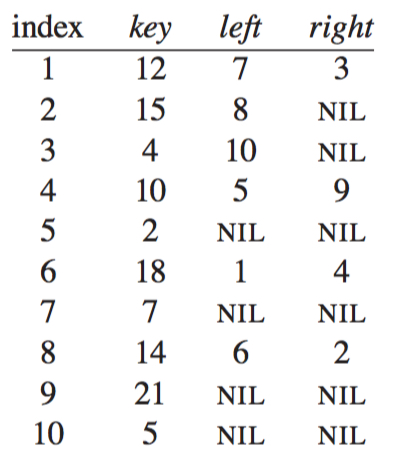 index key left right
1 12 7 3
2 15 8 NIL
3 4 10 NIL
4 10 5 9
5 2 NIL NIL
6 18 1 4
7 7 NIL NIL
8 14 6 2
9 21 NIL NIL
10 5 NIL NIL